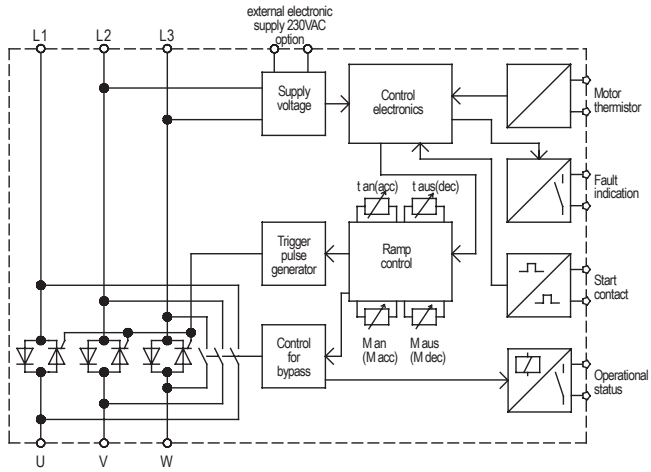 external electronic
supply 230VAC
option
L1
L2
L3
Supply
voltage
Control
electronics
Motor
thermistor
Fault
indication
t an(acc)
t aus(dec)
Trigger
pulse
generator
Ramp
control
Start
contact
M an
(M acc)
M aus
(M dec)
Control
for
bypass
Operational
status
U
V
W